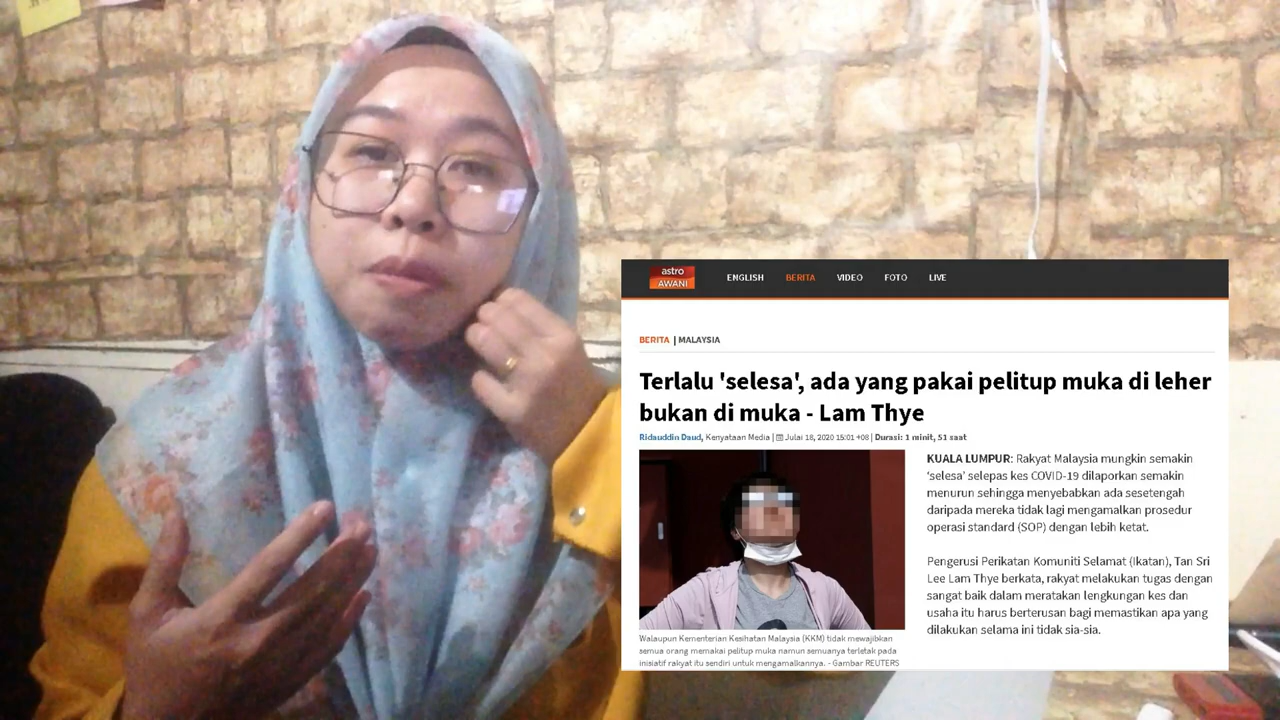 astro
AWANI
ENGLISH BERITA VIDEO FOTO LIVE
BERITA | MALAYSIA
Terlalu 'selesa', ada yang pakai pelitup muka di leher
bukan di muka - Lam Thye
Ridauddin Daud, Kenyataan Media | Julai 18, 2020 15:01 +08 | Durasi: 1 minit, 51 saat
KUALA LUMPUR: Rakyat Malaysia mungkin semakin
‘selesa’ selepas kes COVID-19 dilaporkan semakin
menurun sehingga menyebabkan ada sesetengah
daripada mereka tidak lagi mengamalkan prosedur
operasi standard (SOP) dengan lebih ketat.
Pengerusi Perikatan Komuniti Selamat (Ikatan), Tan Sri
Lee Lam Thye berkata, rakyat melakukan tugas dengan
sangat baik dalam meratakan lengkungan kes dan
usaha itu harus berterusan bagi memastikan apa yang
dilakukan selama ini tidak sia-sia.
Walaupun Kementerian Kesihatan Malaysia (KKM) tidak mewajibkan
semua orang memakai pelitup muka namun semuanya terletak pada
inisiatif rakyat itu sendiri untuk mengamalkannya. - Gambar REUTERS